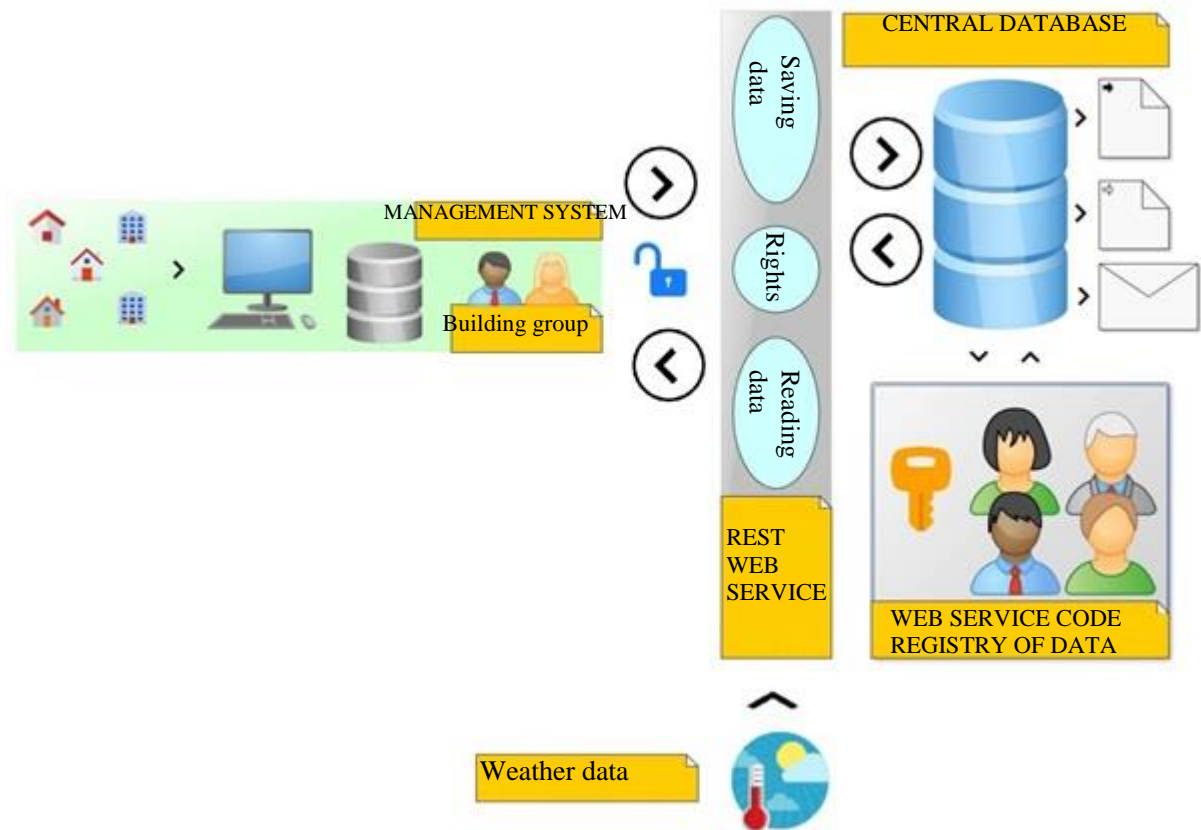 CENTRAL DATABASE
Saving
data
MANAGEMENT SYSTEM
Rights
Building group
Reading
data
REST
WEB
SERVICE
WEB SERVICE CODE
REGISTRY OF DATA
Weather data